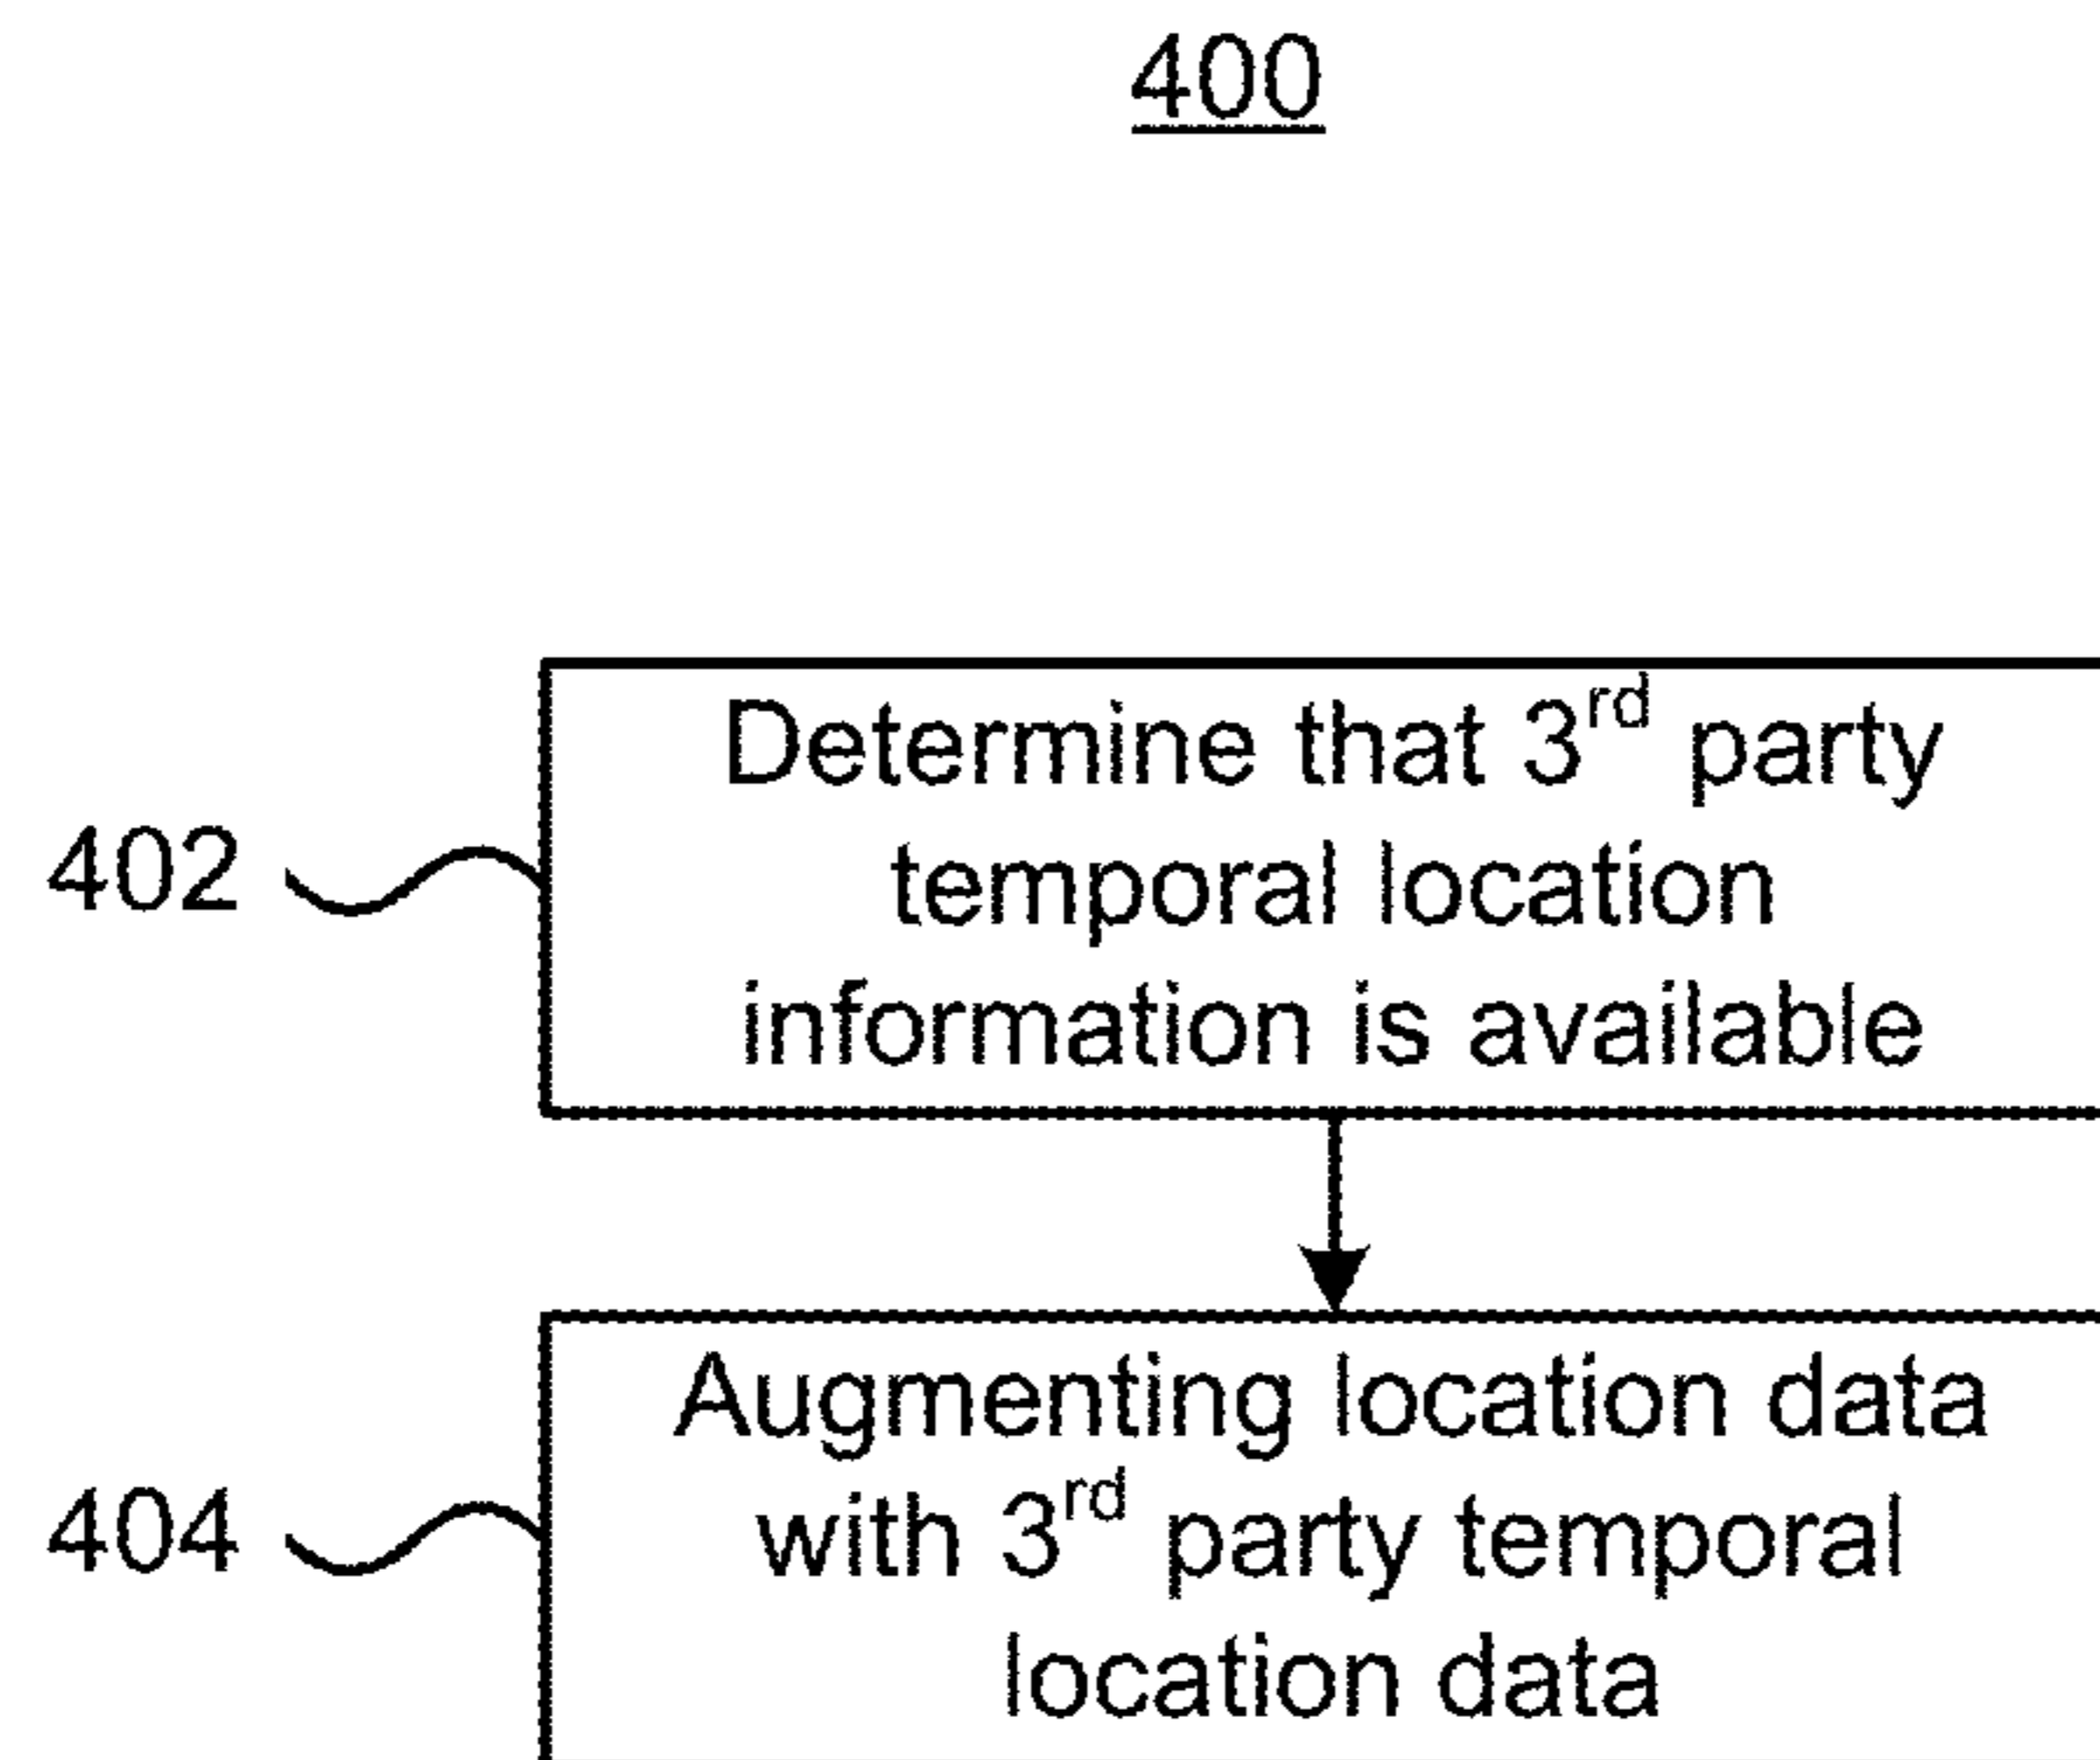 400
Determine that 3rd party
402
temporal location
information is available
Augmenting location data
404
with 3rd party temporal
location data